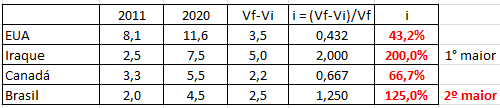 2011 2020 Vf-Vi i = (Vf-Vi)/Vf i
EUA 8,1 11,6 3,5 0,432 43,2%
Iraque 2,5 7,5 5,0 2,000 200,0% 1° maior
Canadá 3,3 5,5 2,2 0,667 66,7%
Brasil 2,0 4,5 2,5 1,250 125,0% 2º maior